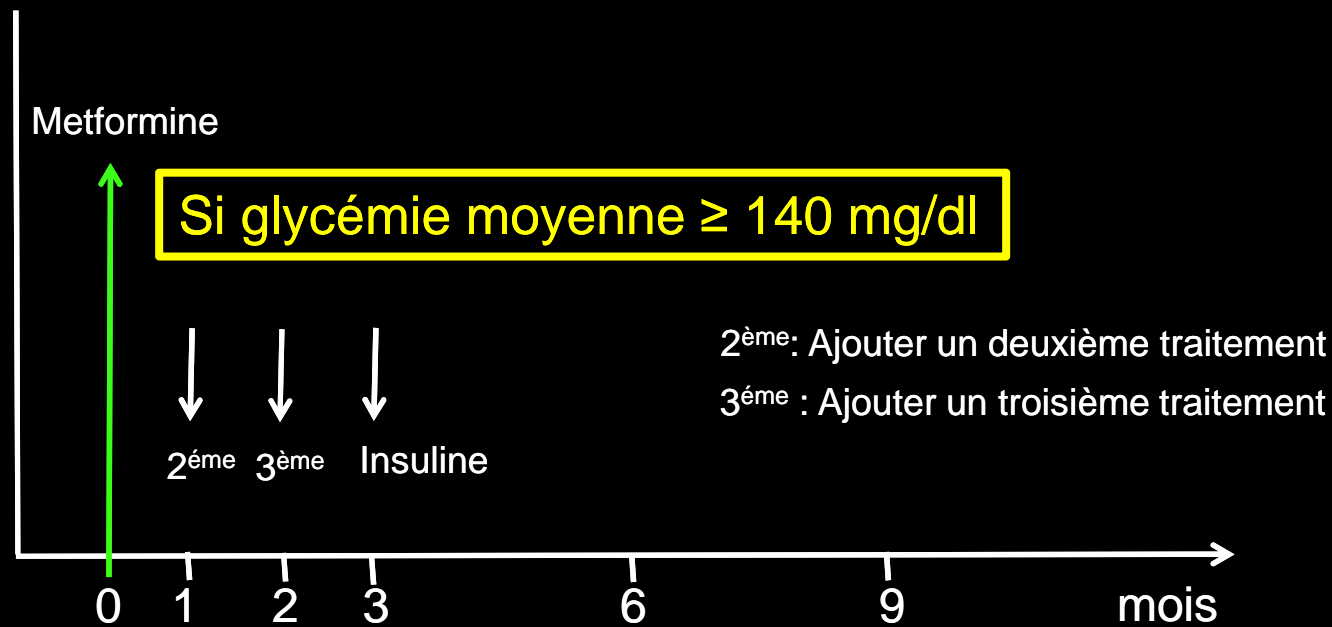 Metformine
Si glycémie moyenne ≥ 140 mg/dl
2ème: Ajouter un deuxième traitement
3éme : Ajouter un troisième traitement
2éme 3ème Insuline
0 1 2 3 6 9 mois